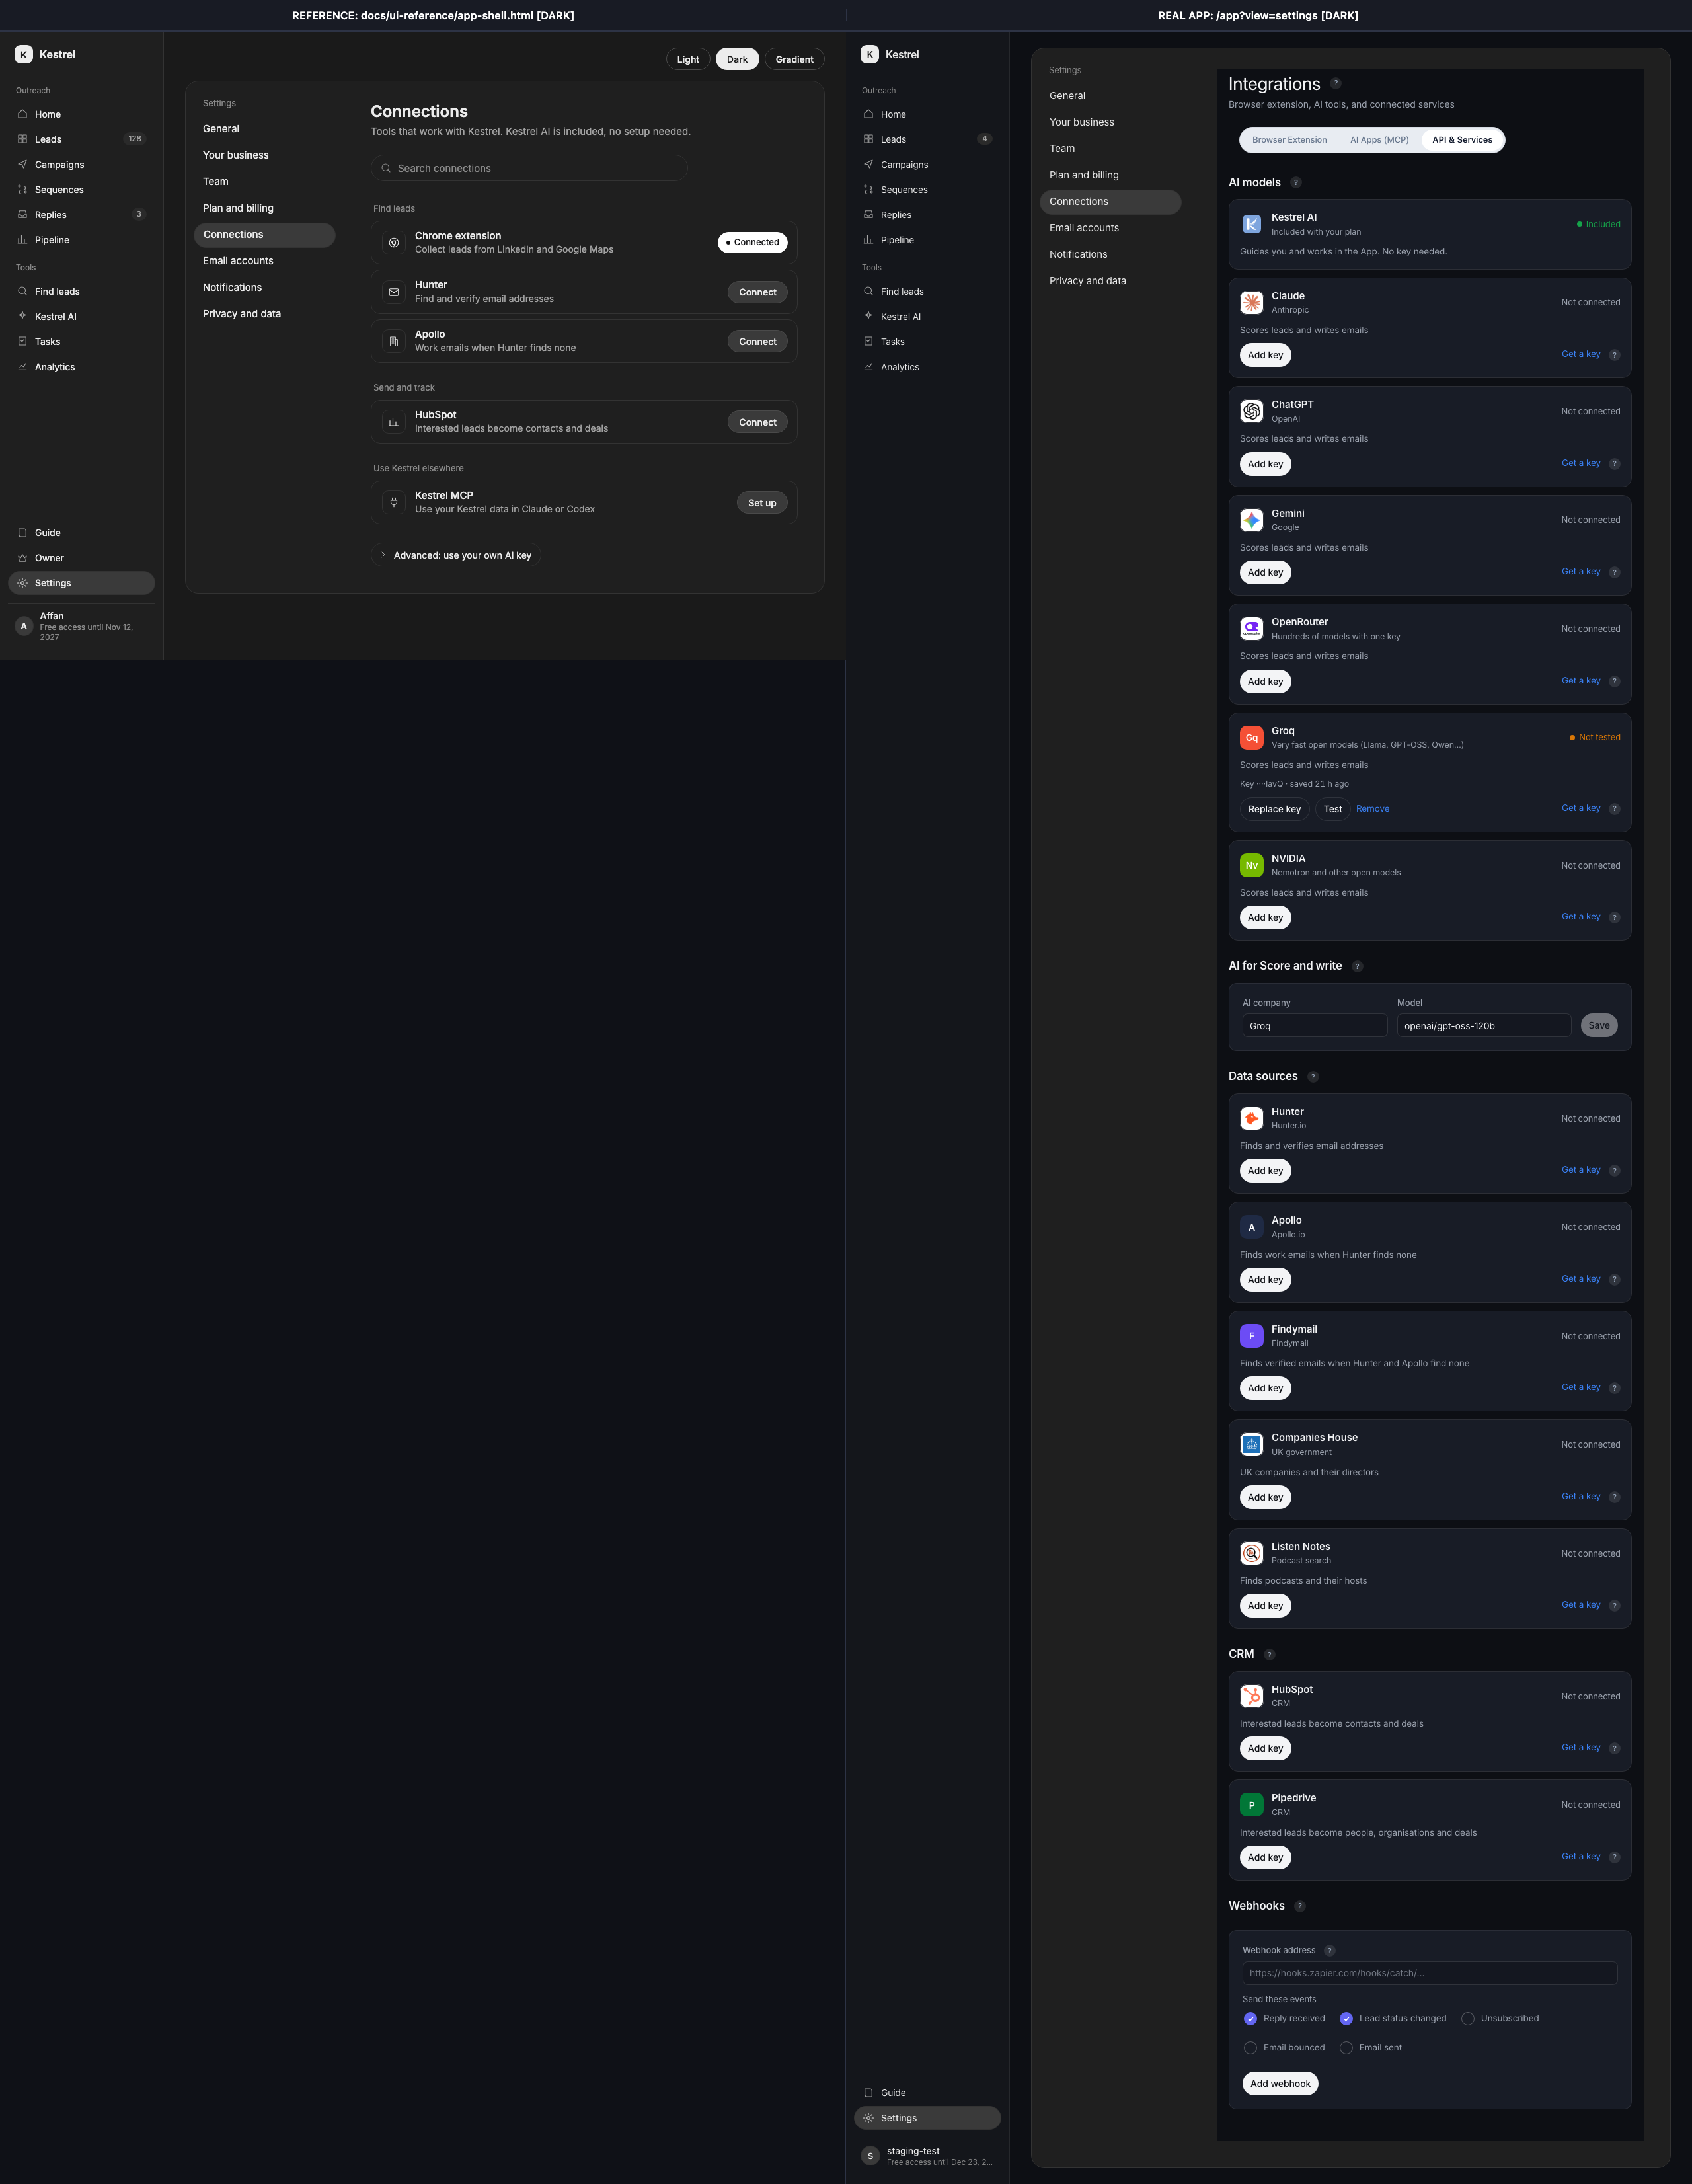 REFERENCE: docs/ui-reference/app-shell.html [DARK]
K Kestrel
Outreach
Home
Leads 128
Campaigns
Sequences
Replies 3
Pipeline
Tools
Find leads
Kestrel AI
Tasks
Analytics
Guide
Owner
Settings
A
Affan
Free access until Nov 12,
2027
Light Dark Gradient
Settings
General
Your business
Team
Plan and billing
Connections
Email accounts
Notifications
Privacy and data
Connections
Tools that work with Kestrel. Kestrel AI is included, no setup needed.
Search connections
Find leads
Chrome extension
Collect leads from LinkedIn and Google Maps
Connected
Hunter
Find and verify email addresses
Connect
Apollo
Work emails when Hunter finds none
Connect
Send and track
HubSpot
Interested leads become contacts and deals
Connect
Use Kestrel elsewhere
Kestrel MCP
Use your Kestrel data in Claude or Codex
Set up
Advanced: use your own AI key
REAL APP: /app?view=settings [DARK]
K Kestrel
Outreach
Home
Leads 4
Campaigns
Sequences
Replies
Pipeline
Tools
Find leads
Kestrel AI
Tasks
Analytics
Guide
Settings
S
staging-test
Free access until Dec 23, 2...
Settings
General
Your business
Team
Plan and billing
Connections
Email accounts
Notifications
Privacy and data
Integrations ?
Browser extension, AI tools, and connected services
Browser Extension AI Apps (MCP) API & Services
AI models ?
Kestrel AI
Included with your plan
Included
Guides you and works in the App. No key needed.
Claude
Anthropic
Not connected
Scores leads and writes emails
Add key Get a key ?
ChatGPT
OpenAI
Not connected
Scores leads and writes emails
Add key Get a key ?
Gemini
Google
Not connected
Scores leads and writes emails
Add key Get a key ?
OpenRouter
Hundreds of models with one key
Not connected
Scores leads and writes emails
Add key Get a key ?
Gq
Groq
Very fast open models (Llama, GPT-OSS, Qwen...)
Not tested
Scores leads and writes emails
Key ····lavQ · saved 21 h ago
Replace key Test Remove Get a key ?
Nv
NVIDIA
Nemotron and other open models
Not connected
Scores leads and writes emails
Add key Get a key ?
AI for Score and write ?
AI company Model
Groq openai/gpt-oss-120b Save
Data sources ?
Hunter
Hunter.io
Not connected
Finds and verifies email addresses
Add key Get a key ?
A
Apollo
Apollo.io
Not connected
Finds work emails when Hunter finds none
Add key Get a key ?
F
Findymail
Findymail
Not connected
Finds verified emails when Hunter and Apollo find none
Add key Get a key ?
Companies House
UK government
Not connected
UK companies and their directors
Add key Get a key ?
Listen Notes
Podcast search
Not connected
Finds podcasts and their hosts
Add key Get a key ?
CRM ?
HubSpot
CRM
Not connected
Interested leads become contacts and deals
Add key Get a key ?
P
Pipedrive
CRM
Not connected
Interested leads become people, organisations and deals
Add key Get a key ?
Webhooks ?
Webhook address ?
https://hooks.zapier.com/hooks/catch/...
Send these events
Reply received Lead status changed Unsubscribed
Email bounced Email sent
Add webhook